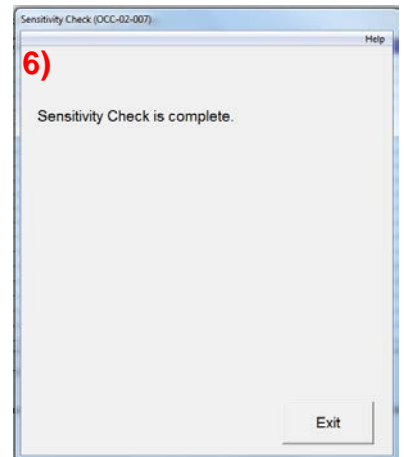 Sensitivity Check (OCC-02-007)
Help
6)
Sensitivity Check is complete.
Exit